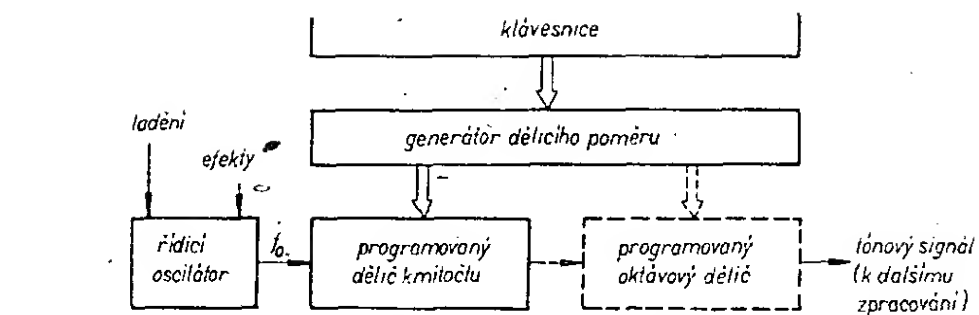 klávesnice
generátor dělicího poměru
ladění
efekty
řídicí
oscilátor
f₀
programovaný
dělič kmitočtu
programovaný
oktávový dělič
tónový signál
(k dalšímu
zpracování)